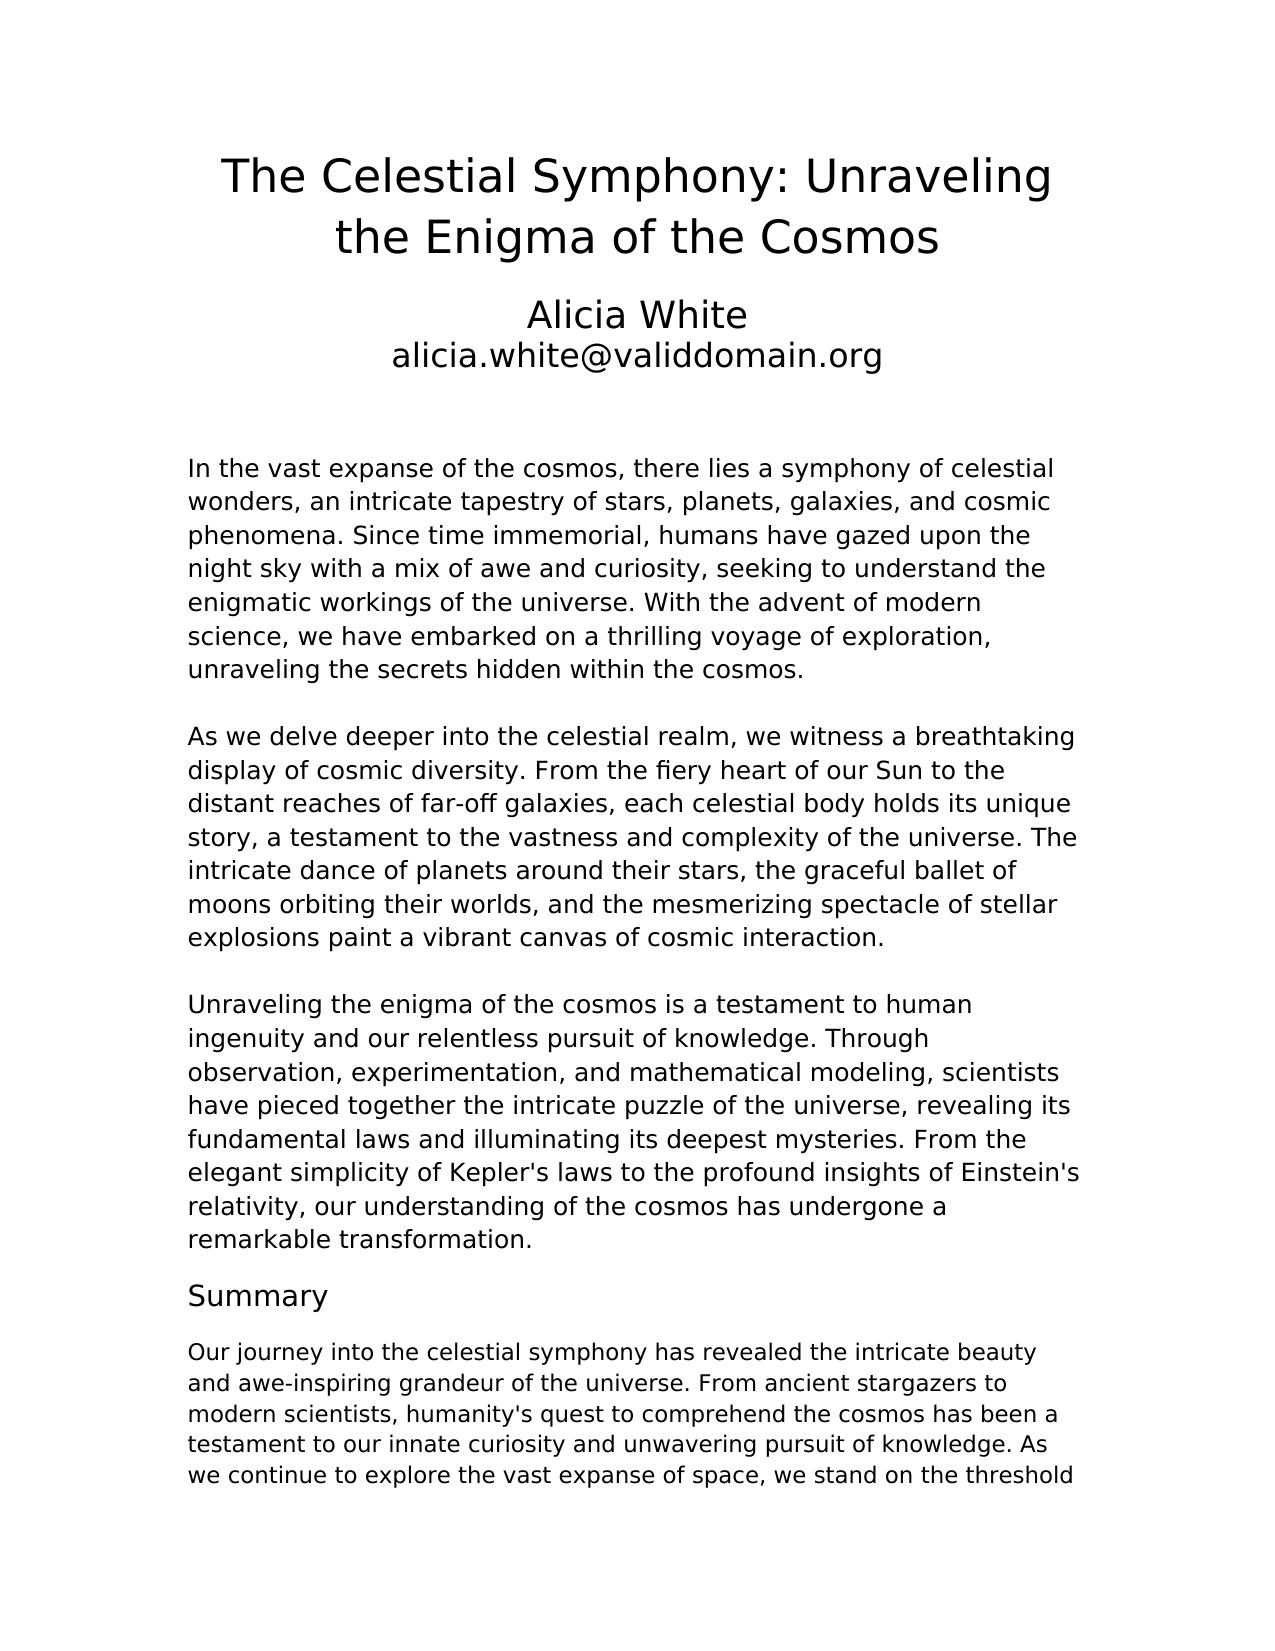 The Celestial Symphony: Unraveling
the Enigma of the Cosmos
Alicia White
alicia.white@validdomain.org
In the vast expanse of the cosmos, there lies a symphony of celestial
wonders, an intricate tapestry of stars, planets, galaxies, and cosmic
phenomena. Since time immemorial, humans have gazed upon the
night sky with a mix of awe and curiosity, seeking to understand the
enigmatic workings of the universe. With the advent of modern
science, we have embarked on a thrilling voyage of exploration,
unraveling the secrets hidden within the cosmos.
As we delve deeper into the celestial realm, we witness a breathtaking
display of cosmic diversity. From the fiery heart of our Sun to the
distant reaches of far-off galaxies, each celestial body holds its unique
story, a testament to the vastness and complexity of the universe. The
intricate dance of planets around their stars, the graceful ballet of
moons orbiting their worlds, and the mesmerizing spectacle of stellar
explosions paint a vibrant canvas of cosmic interaction.
Unraveling the enigma of the cosmos is a testament to human
ingenuity and our relentless pursuit of knowledge. Through
observation, experimentation, and mathematical modeling, scientists
have pieced together the intricate puzzle of the universe, revealing its
fundamental laws and illuminating its deepest mysteries. From the
elegant simplicity of Kepler's laws to the profound insights of Einstein's
relativity, our understanding of the cosmos has undergone a
remarkable transformation.
Summary
Our journey into the celestial symphony has revealed the intricate beauty
and awe-inspiring grandeur of the universe. From ancient stargazers to
modern scientists, humanity's quest to comprehend the cosmos has been a
testament to our innate curiosity and unwavering pursuit of knowledge. As
we continue to explore the vast expanse of space, we stand on the threshold